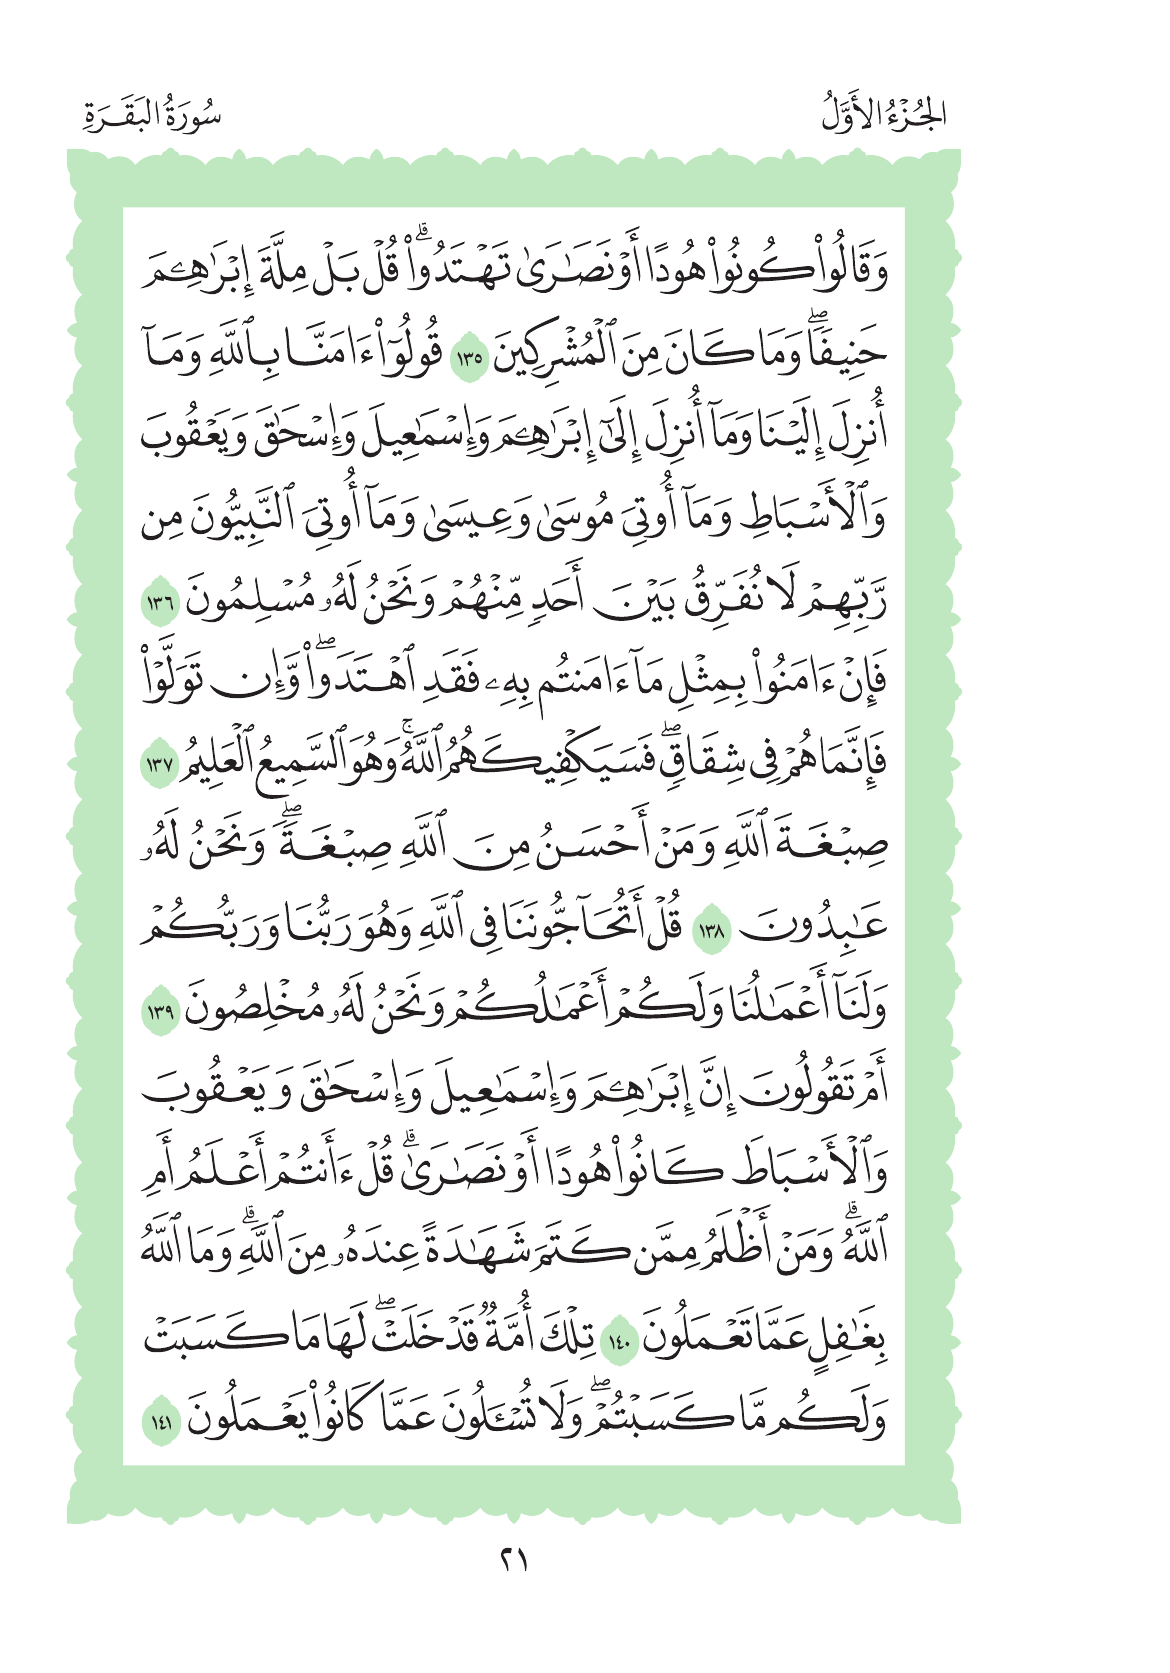 الجُزْءُ الأَوَّلُ
سُورَةُ البَقَرَةِ
وَقَالُوا۟ كُونُوا۟ هُودًا أَوْ نَصَـٰرَىٰ تَهْتَدُوا۟ ۗ قُلْ بَلْ مِلَّةَ إِبْرَٰهِـۧمَ
حَنِيفًا ۖ وَمَا كَانَ مِنَ ٱلْمُشْرِكِينَ ١٣٥ قُولُوٓا۟ ءَامَنَّا بِٱللَّهِ وَمَآ
أُنزِلَ إِلَيْنَا وَمَآ أُنزِلَ إِلَىٰٓ إِبْرَٰهِـۧمَ وَإِسْمَـٰعِيلَ وَإِسْحَـٰقَ وَيَعْقُوبَ
وَٱلْأَسْبَاطِ وَمَآ أُوتِىَ مُوسَىٰ وَعِيسَىٰ وَمَآ أُوتِىَ ٱلنَّبِيُّونَ مِن
رَّبِّهِمْ لَا نُفَرِّقُ بَيْنَ أَحَدٍ مِّنْهُمْ وَنَحْنُ لَهُۥ مُسْلِمُونَ ١٣٦
فَإِنْ ءَامَنُوا۟ بِمِثْلِ مَآ ءَامَنتُم بِهِۦ فَقَدِ ٱهْتَدَوا۟ ۖ وَّإِن تَوَلَّوْا۟
فَإِنَّمَا هُمْ فِى شِقَاقٍ ۖ فَسَيَكْفِيكَهُمُ ٱللَّهُ ۚ وَهُوَ ٱلسَّمِيعُ ٱلْعَلِيمُ ١٣٧
صِبْغَةَ ٱللَّهِ وَمَنْ أَحْسَنُ مِنَ ٱللَّهِ صِبْغَةً ۖ وَنَحْنُ لَهُۥ
عَـٰبِدُونَ ١٣٨ قُلْ أَتُحَآجُّونَنَا فِى ٱللَّهِ وَهُوَ رَبُّنَا وَرَبُّكُمْ
وَلَنَآ أَعْمَـٰلُنَا وَلَكُمْ أَعْمَـٰلُكُمْ وَنَحْنُ لَهُۥ مُخْلِصُونَ ١٣٩
أَمْ تَقُولُونَ إِنَّ إِبْرَٰهِـۧمَ وَإِسْمَـٰعِيلَ وَإِسْحَـٰقَ وَيَعْقُوبَ
وَٱلْأَسْبَاطَ كَانُوا۟ هُودًا أَوْ نَصَـٰرَىٰ ۗ قُلْ ءَأَنتُمْ أَعْلَمُ أَمِ
ٱللَّهُ ۗ وَمَنْ أَظْلَمُ مِمَّن كَتَمَ شَهَـٰدَةً عِندَهُۥ مِنَ ٱللَّهِ ۗ وَمَا ٱللَّهُ
بِغَـٰفِلٍ عَمَّا تَعْمَلُونَ ١٤٠ تِلْكَ أُمَّةٌ قَدْ خَلَتْ ۖ لَهَا مَا كَسَبَتْ
وَلَكُم مَّا كَسَبْتُمْ ۖ وَلَا تُسْـَٔلُونَ عَمَّا كَانُوا۟ يَعْمَلُونَ ١٤١
٢١